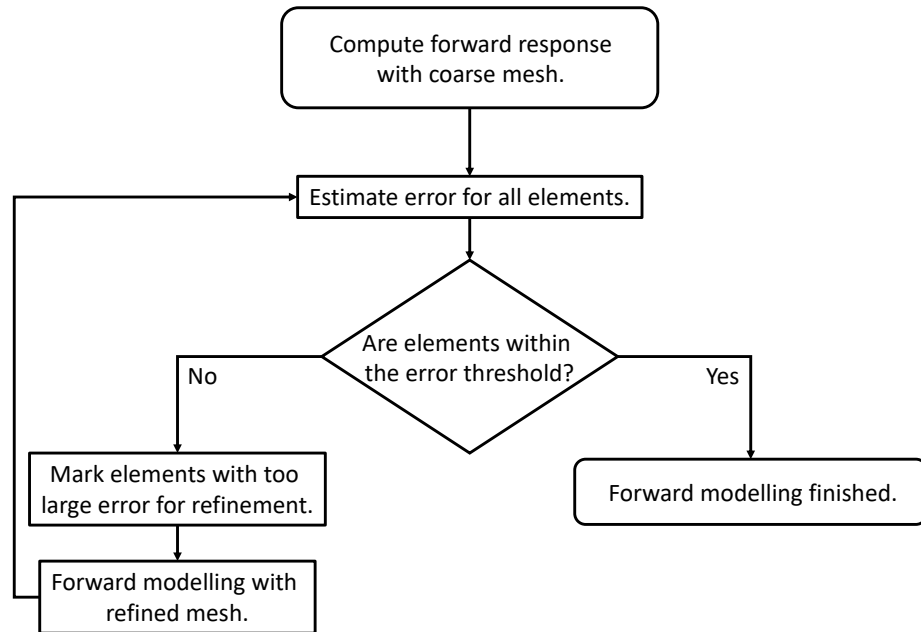 Compute forward response
with coarse mesh.
Estimate error for all elements.
Are elements within
the error threshold?
No
Yes
Mark elements with too
large error for refinement.
Forward modelling finished.
Forward modelling with
refined mesh.